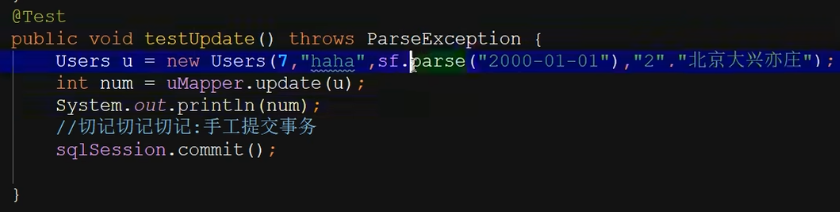 @Test
public void testUpdate() throws ParseException {
Users u = new Users(7,"haha",sf.parse("2000-01-01"),"2","北京大兴亦庄");
int num = uMapper.update(u);
System.out.println(num);
//切记切记切记:手工提交事务
sqlSession.commit();
}